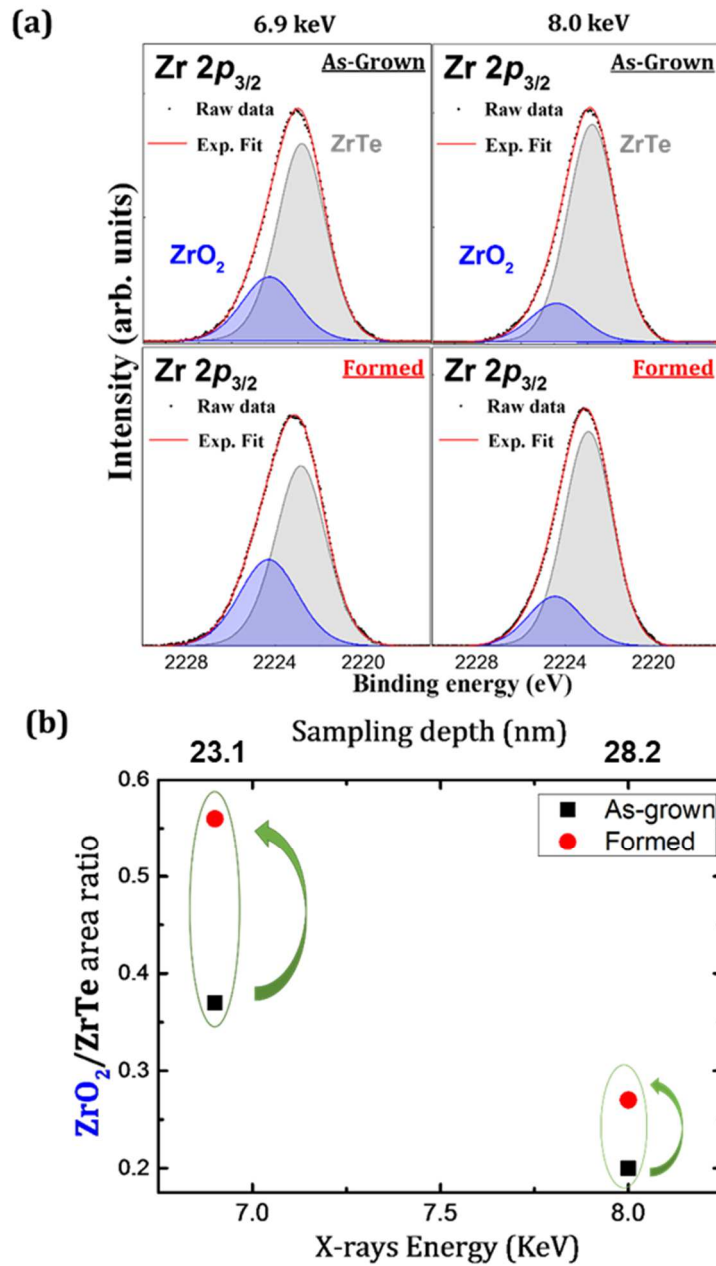 (a)
6.9 keV
8.0 keV
Zr 2p3/2 As-Grown
Raw data
Exp. Fit
ZrTe
ZrO2
Zr 2p3/2 As-Grown
Raw data
Exp. Fit
ZrTe
ZrO2
Zr 2p3/2 Formed
Raw data
Exp. Fit
Zr 2p3/2 Formed
Raw data
Exp. Fit
Intensity (arb. units)
2228 2224 2220 2228 2224 2220
Binding energy (eV)
(b)
Sampling depth (nm)
23.1 28.2
0.6
0.5
0.4
0.3
0.2
As-grown
Formed
ZrO2/ZrTe area ratio
7.0 7.5 8.0
X-rays Energy (KeV)